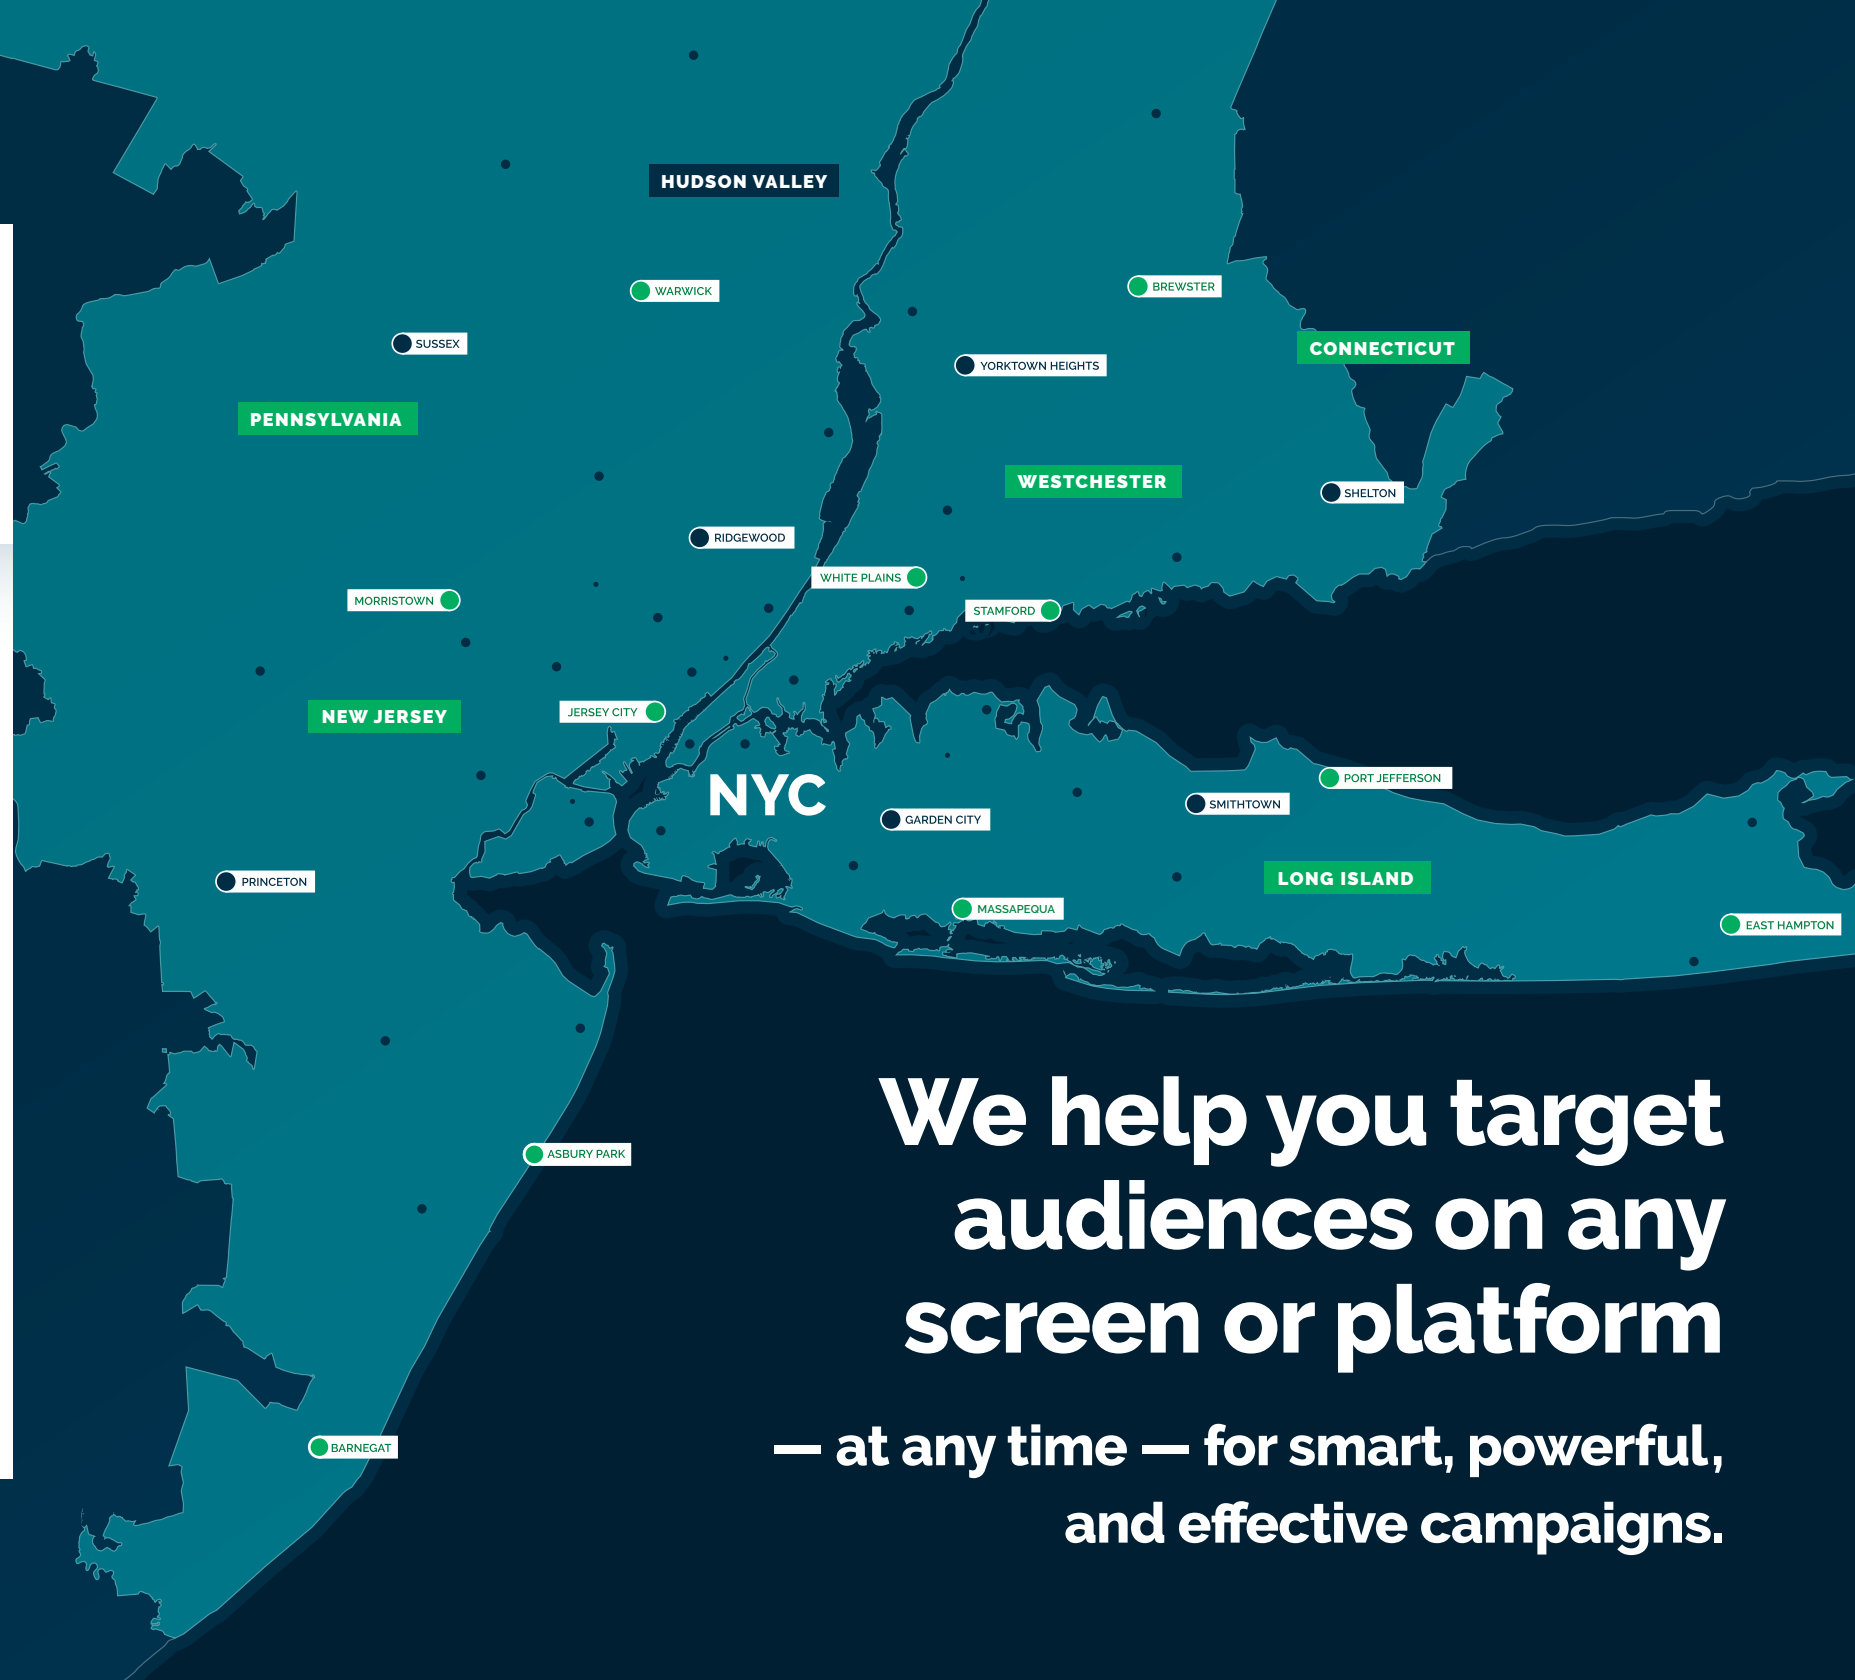 HUDSON VALLEY
WARWICK
BREWSTER
SUSSEX
CONNECTICUT
YORKTOWN HEIGHTS
PENNSYLVANIA
WESTCHESTER
SHELTON
RIDGEWOOD
WHITE PLAINS
MORRISTOWN
STAMFORD
JERSEY CITY
NEW JERSEY
PORT JEFFERSON
NYC
SMITHTOWN
GARDEN CITY
LONG ISLAND
PRINCETON
MASSAPEQUA
EAST HAMPTON
ASBURY PARK
BARNEGAT
We help you target
audiences on any
screen or platform
— at any time — for smart, powerful,
and effective campaigns.